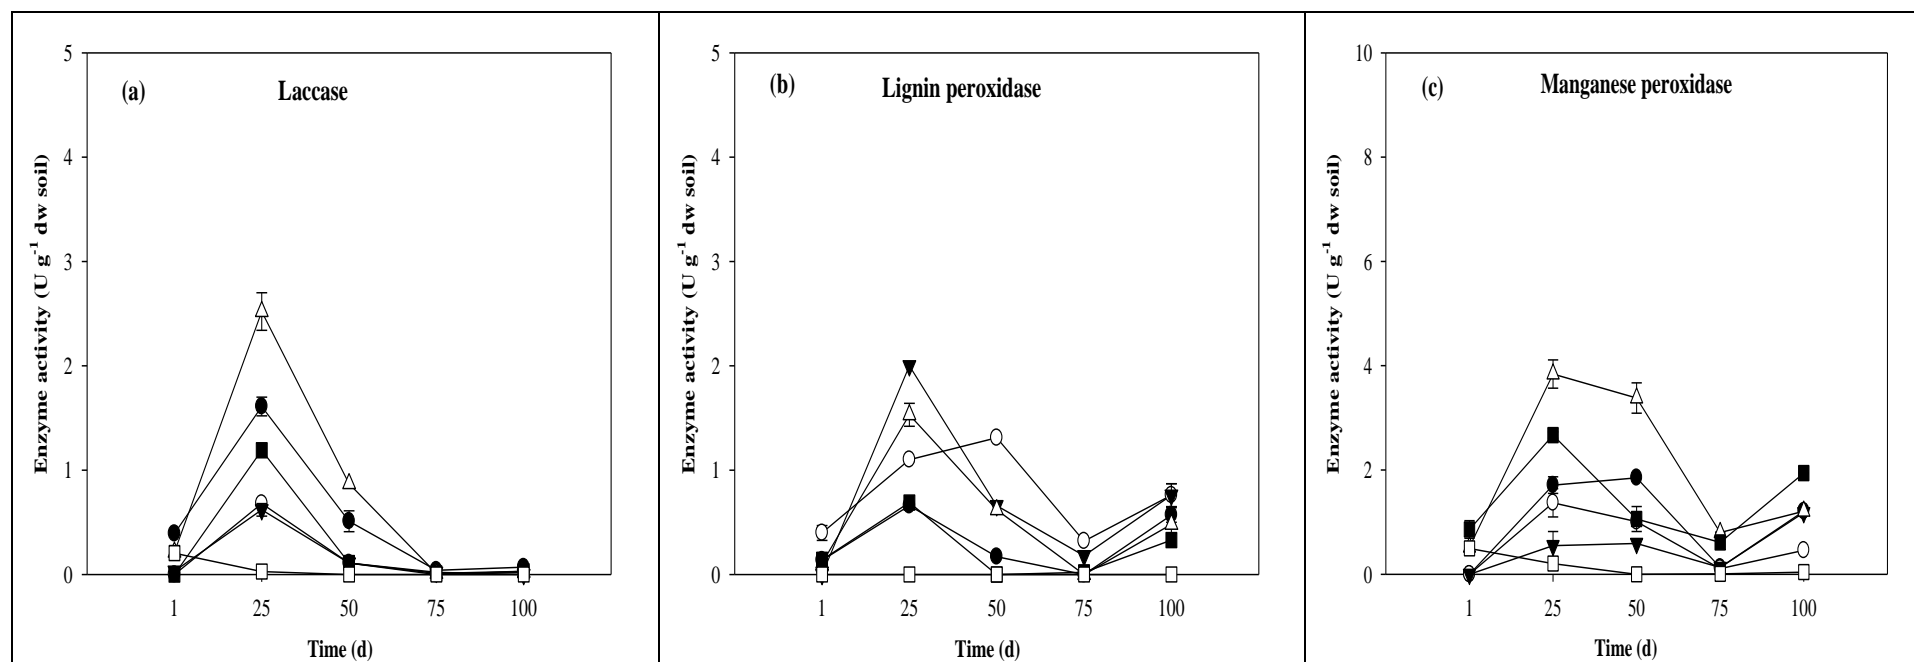 (a) Laccase
Enzyme activity (U g⁻¹ dw soil)
5
4
3
2
1
0
1 25 50 75 100
Time (d)
(b) Lignin peroxidase
Enzyme activity (U g⁻¹ dw soil)
5
4
3
2
1
0
1 25 50 75 100
Time (d)
(c) Manganese peroxidase
Enzyme activity (U g⁻¹ dw soil)
10
8
6
4
2
0
1 25 50 75 100
Time (d)